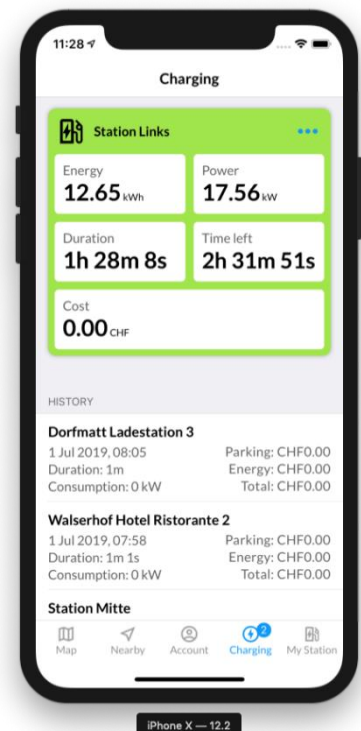 11:28
Charging
Station Links
Energy
12.65 kWh
Power
17.56 kW
Duration
1h 28m 8s
Time left
2h 31m 51s
Cost
0.00 CHF
HISTORY
Dorfmatt Ladestation 3
1 Jul 2019, 08:05 Parking: CHF0.00
Duration: 1m Energy: CHF0.00
Consumption: 0 kW Total: CHF0.00
Walserhof Hotel Ristorante 2
1 Jul 2019, 07:58 Parking: CHF0.00
Duration: 1m 1s Energy: CHF0.00
Consumption: 0 kW Total: CHF0.00
Station Mitte
2
Map Nearby Account Charging My Station
iPhone X — 12.2